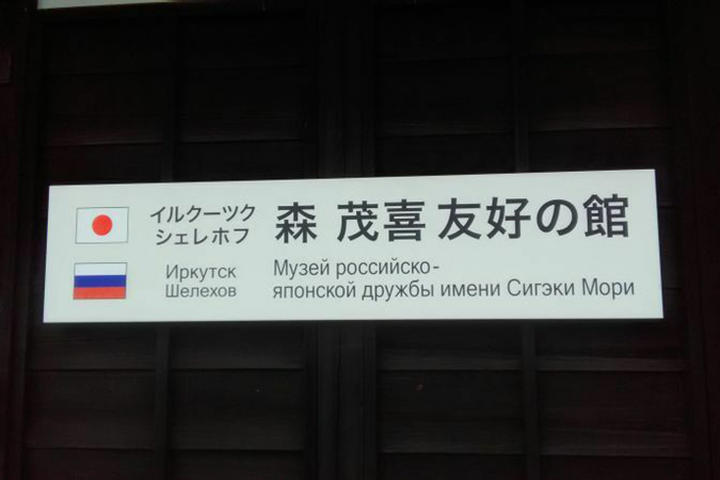 イルクーツク
シェレホフ
森 茂喜 友好の館
Иркутск
Шелехов
Музей российско-
японской дружбы имени Сигэки Мори